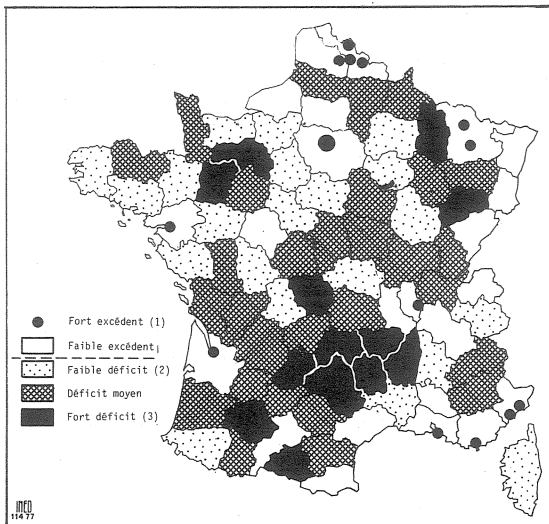 Fort excédent (1)
Faible excédent
Faible déficit (2)
Déficit moyen
Fort déficit (3)
INED
114 77